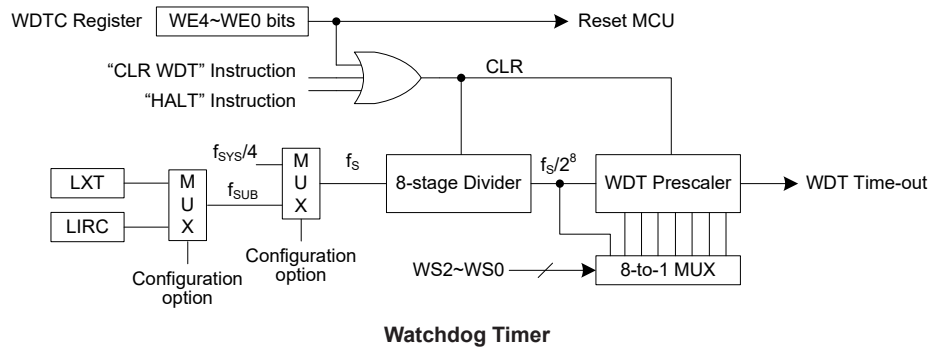 WDTC Register WE4~WE0 bits Reset MCU
CLR
“CLR WDT” Instruction
“HALT” Instruction
fSYS/4
M
U
X
fS
8-stage Divider
fS/2⁸
WDT Prescaler
WDT Time-out
LXT
LIRC
M
U
X
fSUB
Configuration
option
Configuration
option
WS2~WS0
8-to-1 MUX
Watchdog Timer